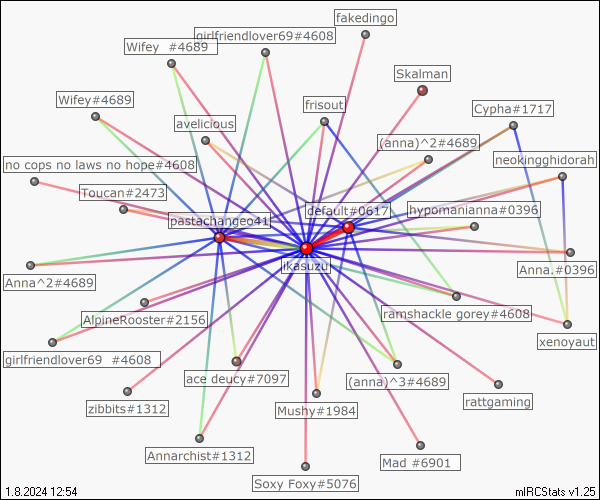 fakedingo
girlfriendlover69#4608
Wifey  #4689
Skalman
Wifey#4689
frisout
Cypha#1717
avelicious
(anna)^2#4689
neokingghidorah
no cops no laws no hope#4608
Toucan#2473
default#0617
hypomanianna#0396
pastachangeo41
ikasuzu
Anna.#0396
Anna^2#4689
AlpineRooster#2156
ramshackle gorey#4608
xenoyaut
girlfriendlover69  #4608
ace deucy#7097
(anna)^3#4689
zibbits#1312
Mushy#1984
rattgaming
Annarchist#1312
Mad #6901
Soxy Foxy#5076
1.8.2024 12:54
mIRCStats v1.25